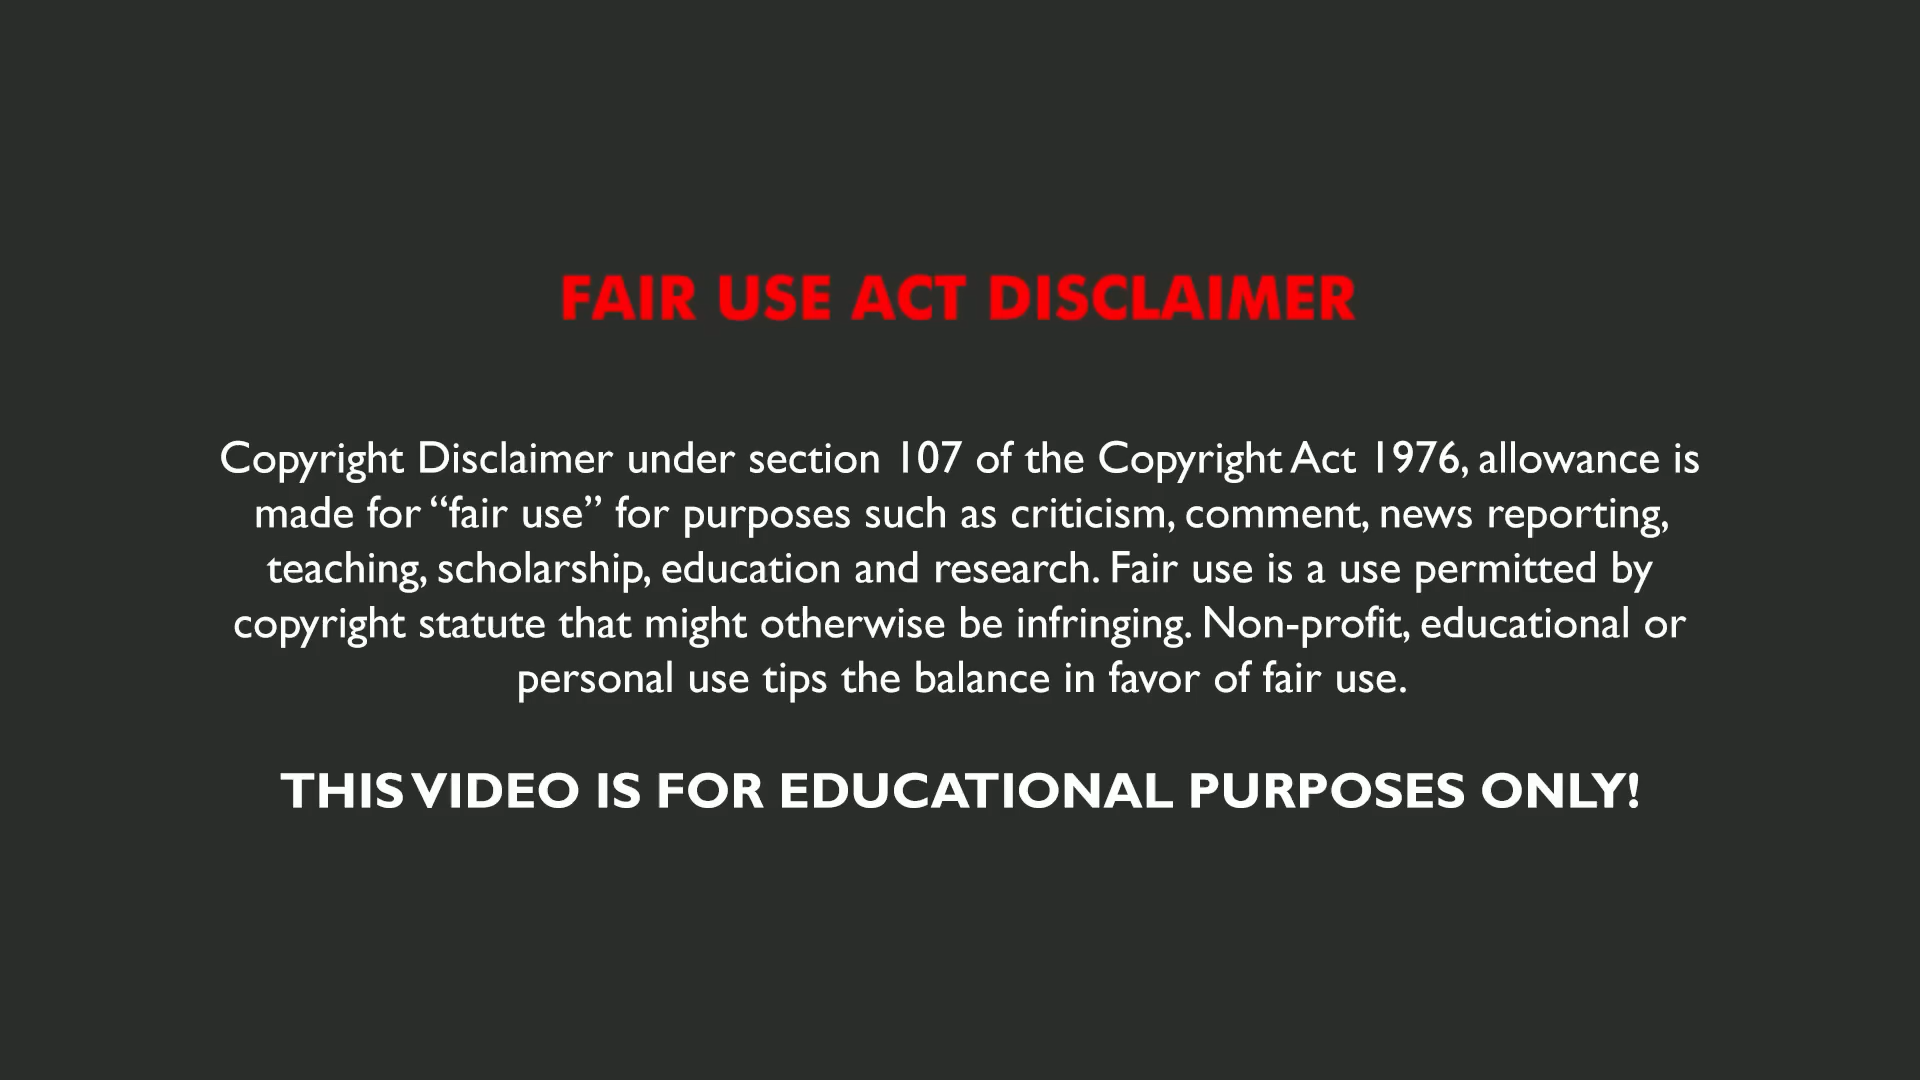 FAIR USE ACT DISCLAIMER
Copyright Disclaimer under section 107 of the Copyright Act 1976, allowance is
made for “fair use” for purposes such as criticism, comment, news reporting,
teaching, scholarship, education and research. Fair use is a use permitted by
copyright statute that might otherwise be infringing. Non-profit, educational or
personal use tips the balance in favor of fair use.
THIS VIDEO IS FOR EDUCATIONAL PURPOSES ONLY!